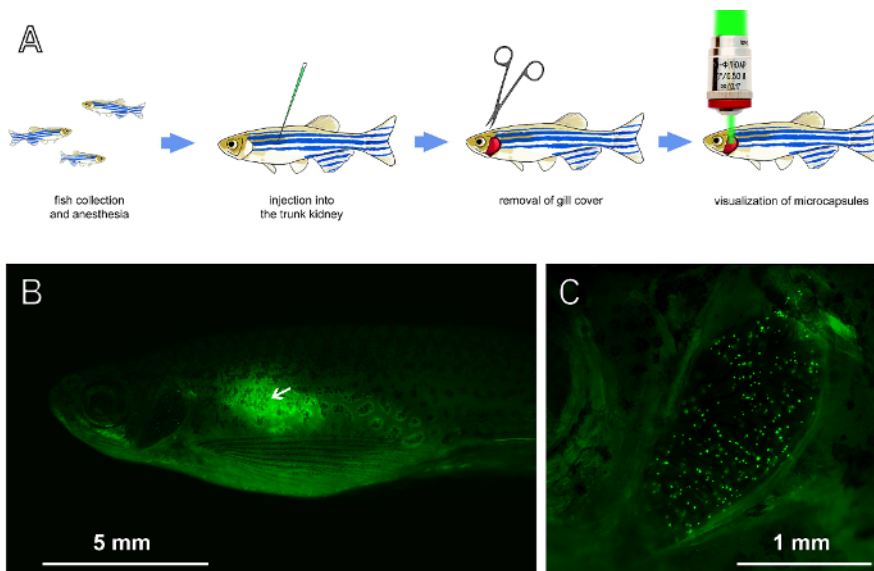 A
fish collection
and anesthesia
injection into
the trunk kidney
removal of gill cover
visualization of microcapsules
B
5 mm
C
1 mm